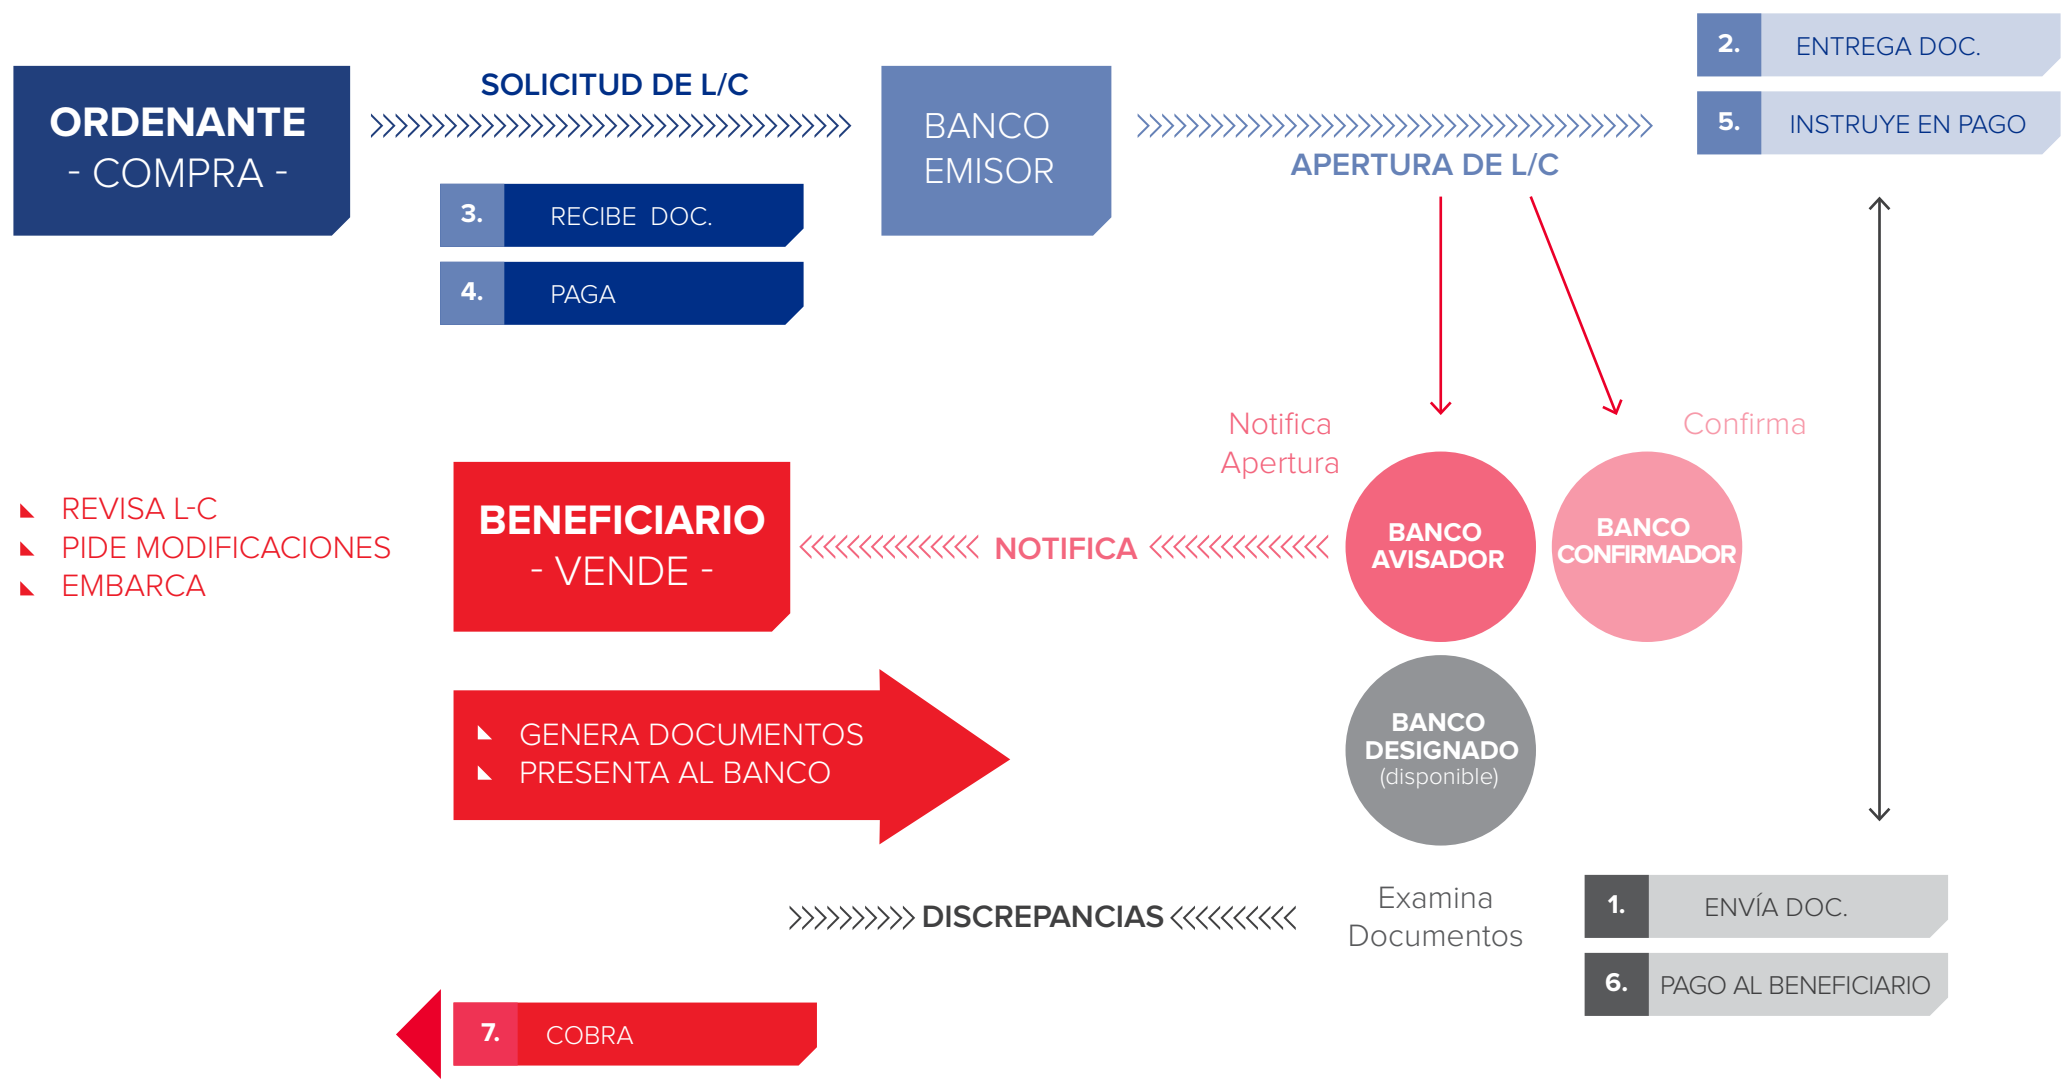 ORDENANTE
- COMPRA -
SOLICITUD DE L/C
3. RECIBE DOC.
4. PAGA
BANCO
EMISOR
APERTURA DE L/C
2. ENTREGA DOC.
5. INSTRUYE EN PAGO
Notifica
Apertura
Confirma
REVISA L-C
PIDE MODIFICACIONES
EMBARCA
BENEFICIARIO
- VENDE -
NOTIFICA
BANCO
AVISADOR
BANCO
CONFIRMADOR
GENERA DOCUMENTOS
PRESENTA AL BANCO
BANCO
DESIGNADO
(disponible)
DISCREPANCIAS
Examina
Documentos
1. ENVÍA DOC.
6. PAGO AL BENEFICIARIO
7. COBRA